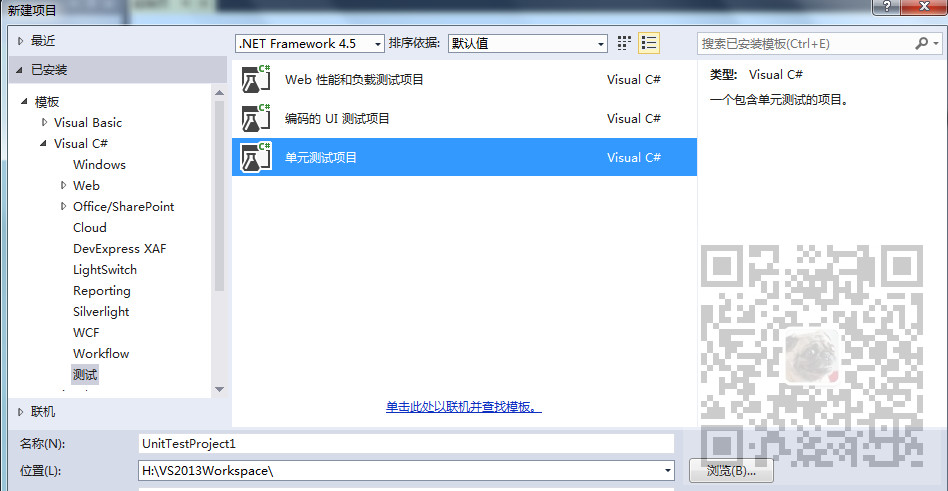 新建项目
最近
.NET Framework 4.5 排序依据: 默认值
搜索已安装模板(Ctrl+E)
已安装
模板
Visual Basic
Visual C#
Windows
Web
Office/SharePoint
Cloud
DevExpress XAF
LightSwitch
Reporting
Silverlight
WCF
Workflow
测试
联机
C# Web 性能和负载测试项目 Visual C#
C# 编码的 UI 测试项目 Visual C#
C# 单元测试项目 Visual C#
单击此处以联机并查找模板。
类型: Visual C#
一个包含单元测试的项目。
名称(N): UnitTestProject1
位置(L): H:\VS2013Workspace\
浏览(B)...